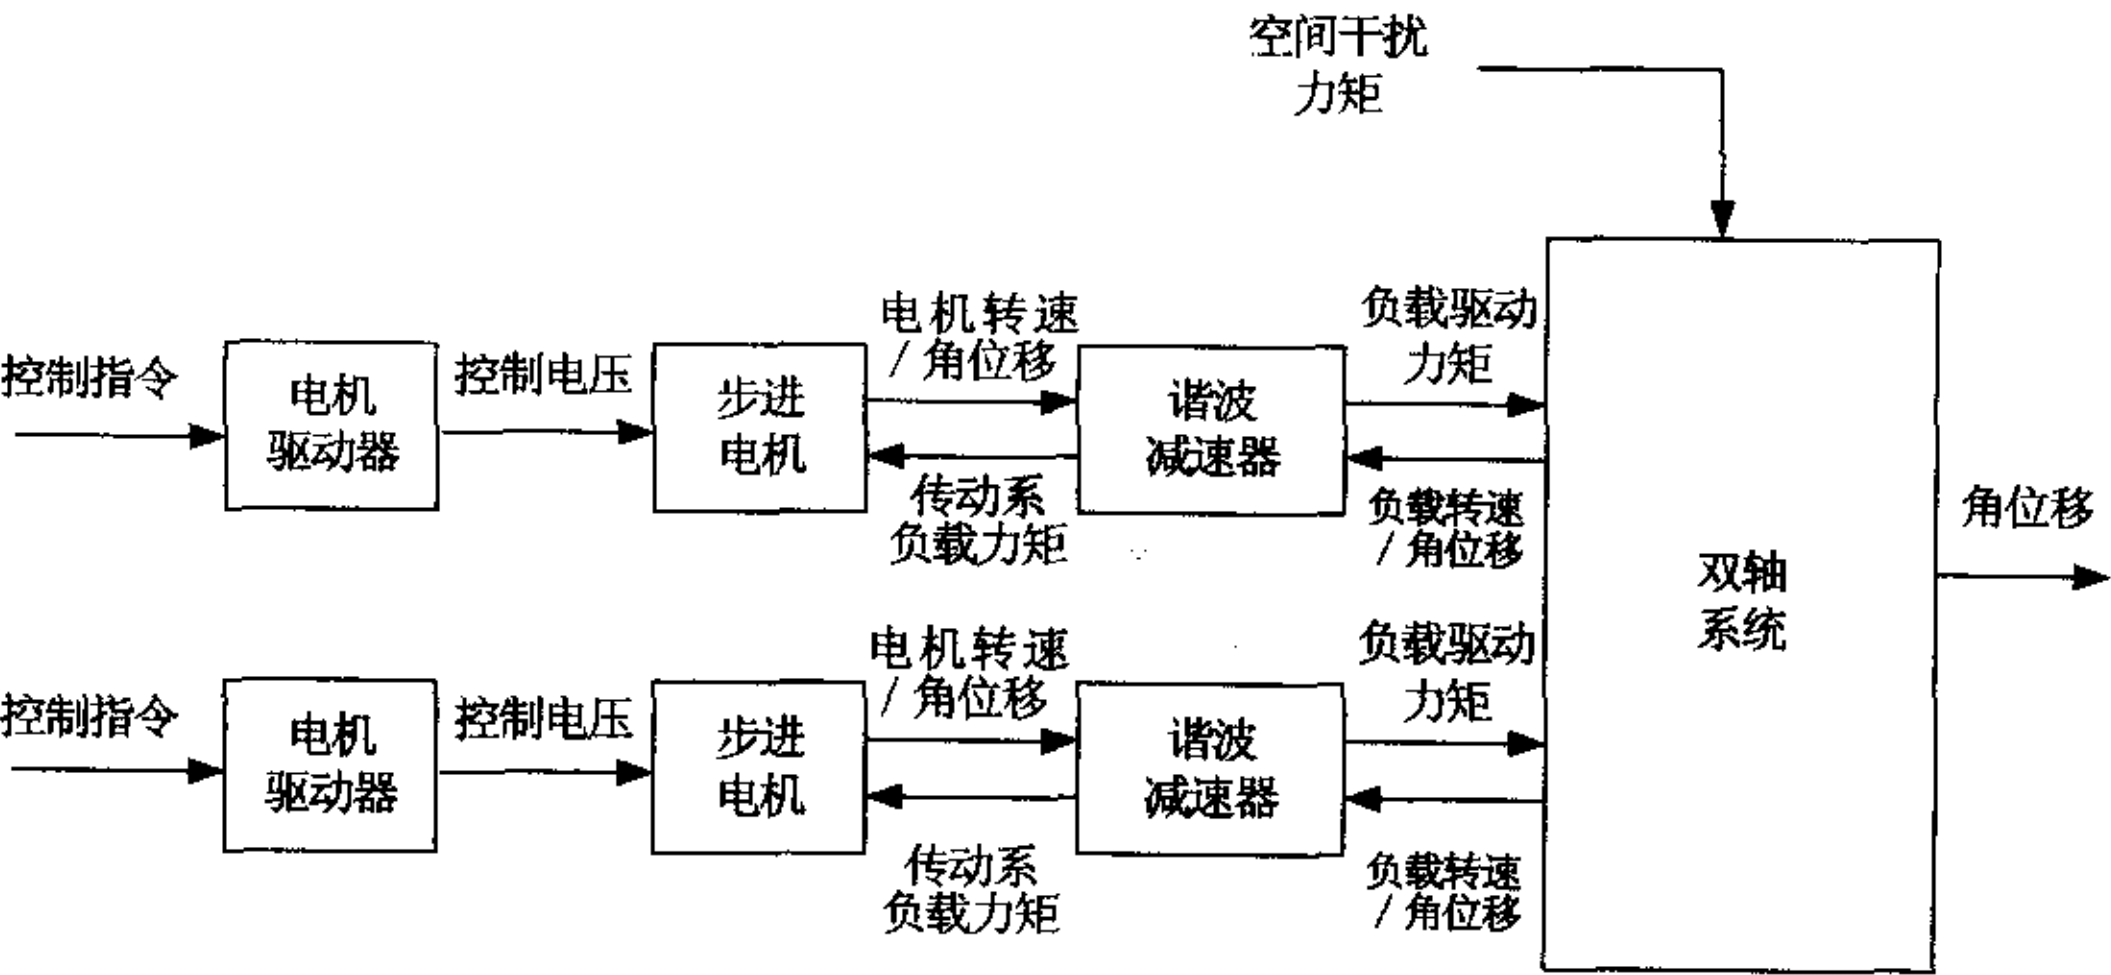 空间干扰
力矩
控制指令
电机
驱动器
控制电压
步进
电机
电机转速
/ 角位移
传动系
负载力矩
谐波
减速器
负载驱动
力矩
负载转速
/ 角位移
控制指令
电机
驱动器
控制电压
步进
电机
电机转速
/ 角位移
传动系
负载力矩
谐波
减速器
负载驱动
力矩
负载转速
/ 角位移
双轴
系统
角位移